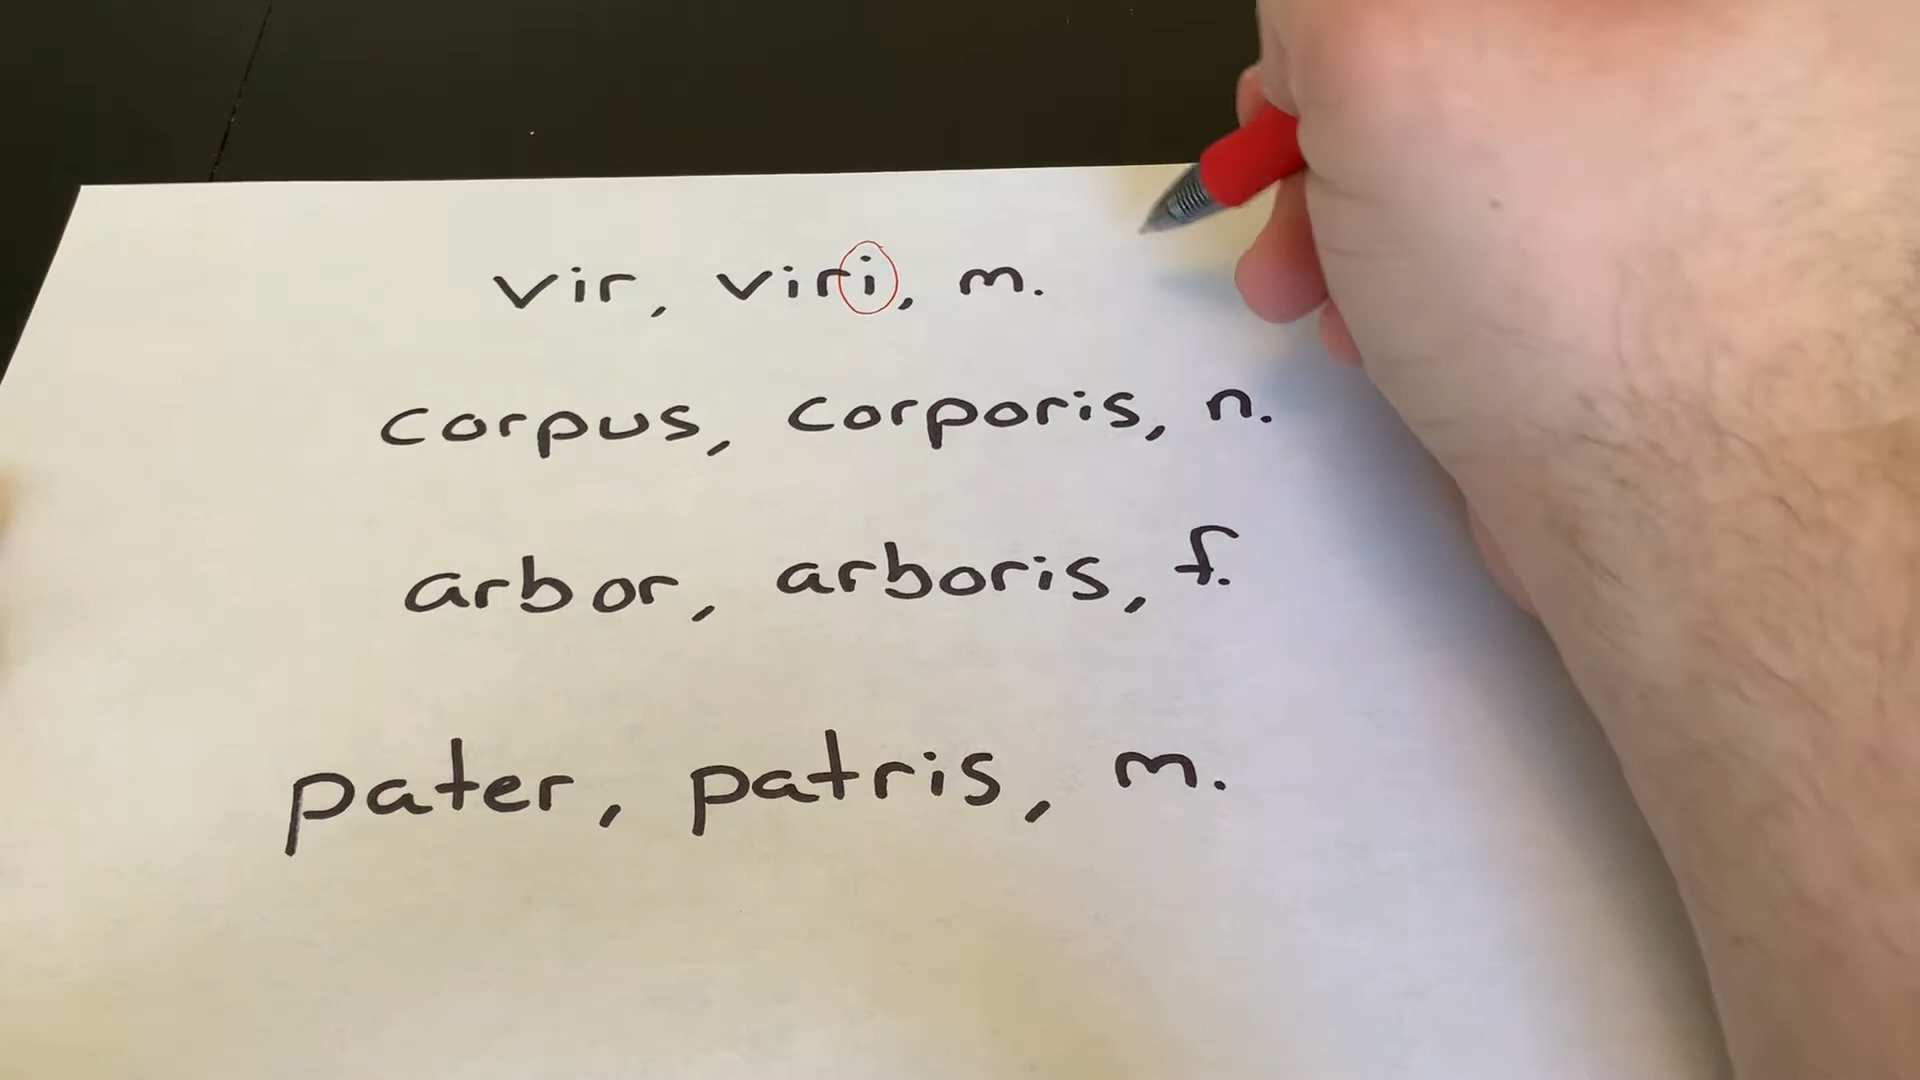 vir, viri, m.
corpus, corporis, n.
arbor, arboris, f.
pater, patris, m.